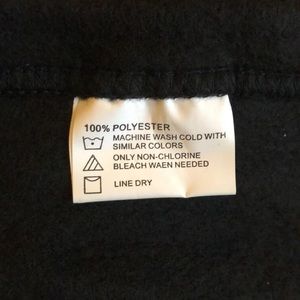 100% POLYESTER
MACHINE WASH COLD WITH
SIMILAR COLORS
ONLY NON-CHLORINE
BLEACH WAEN NEEDED
LINE DRY